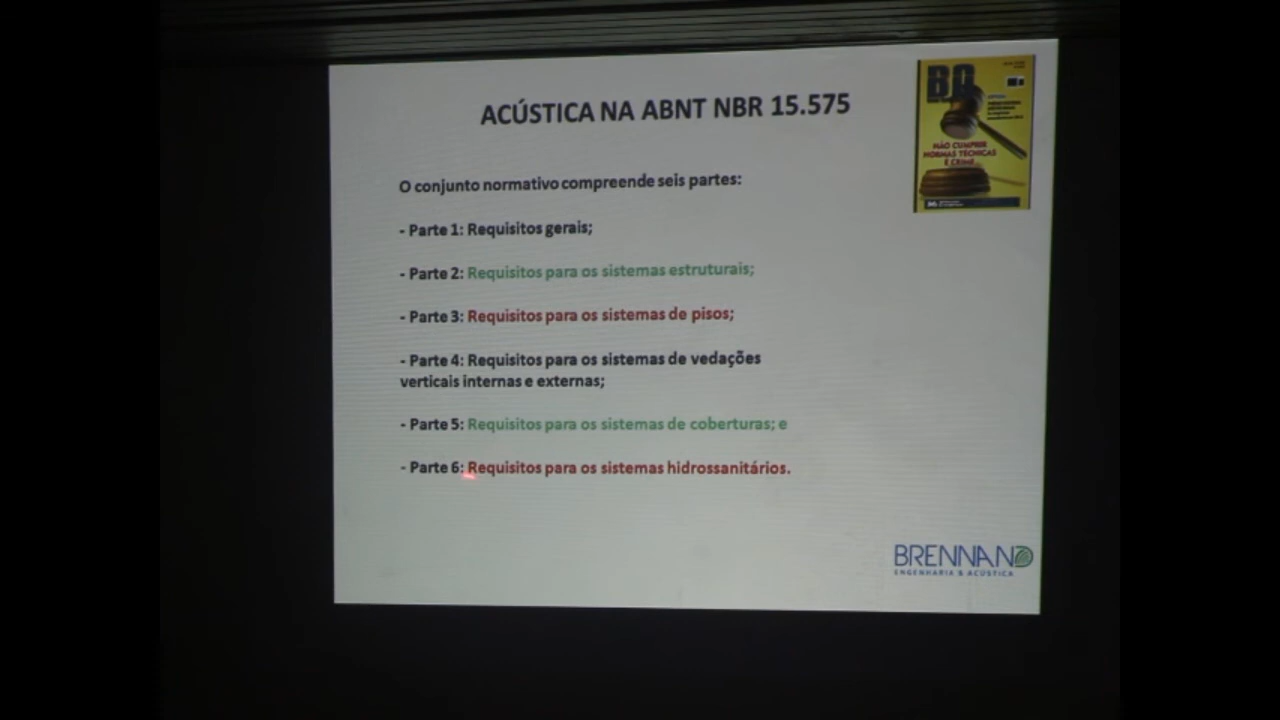 ACÚSTICA NA ABNT NBR 15.575
BQ
NÃO CUMPRIR
NORMAS TÉCNICAS
É CRIME
O conjunto normativo compreende seis partes:
- Parte 1: Requisitos gerais;
- Parte 2: Requisitos para os sistemas estruturais;
- Parte 3: Requisitos para os sistemas de pisos;
- Parte 4: Requisitos para os sistemas de vedações
verticais internas e externas;
- Parte 5: Requisitos para os sistemas de coberturas; e
- Parte 6: Requisitos para os sistemas hidrossanitários.
BRENNAND
ENGENHARIA & ACÚSTICA